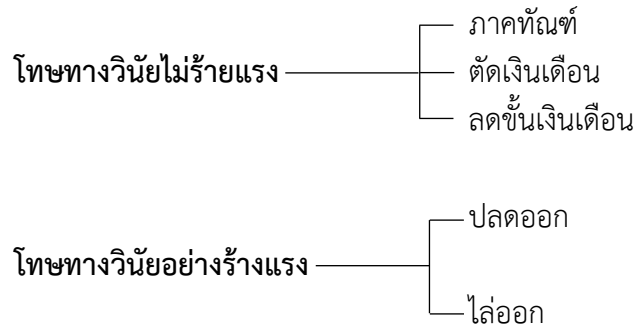 ภาคทัณฑ์
โทษทางวินัยไม่ร้ายแรง
ตัดเงินเดือน
ลดขั้นเงินเดือน
ปลดออก
โทษทางวินัยอย่างร้างแรง
ไล่ออก